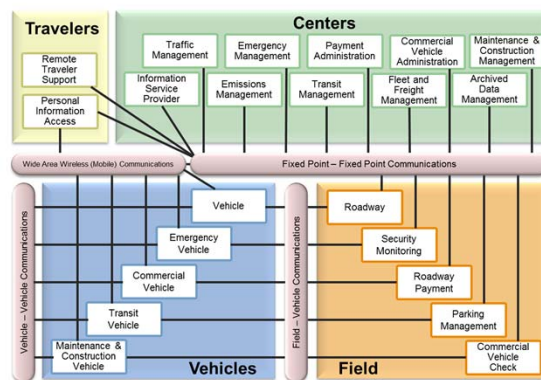 Travelers
Remote
Traveler
Support
Personal
Information
Access
Centers
Traffic
Management
Emergency
Management
Payment
Administration
Commercial
Vehicle
Administration
Maintenance &
Construction
Management
Information
Service
Provider
Emissions
Management
Transit
Management
Fleet and
Freight
Management
Archived
Data
Management
Wide Area Wireless (Mobile) Communications
Fixed Point – Fixed Point Communications
Vehicle – Vehicle Communications
Vehicle
Emergency
Vehicle
Commercial
Vehicle
Transit
Vehicle
Maintenance &
Construction
Vehicle
Vehicles
Field – Vehicle Communications
Roadway
Security
Monitoring
Roadway
Payment
Parking
Management
Commercial
Vehicle
Check
Field